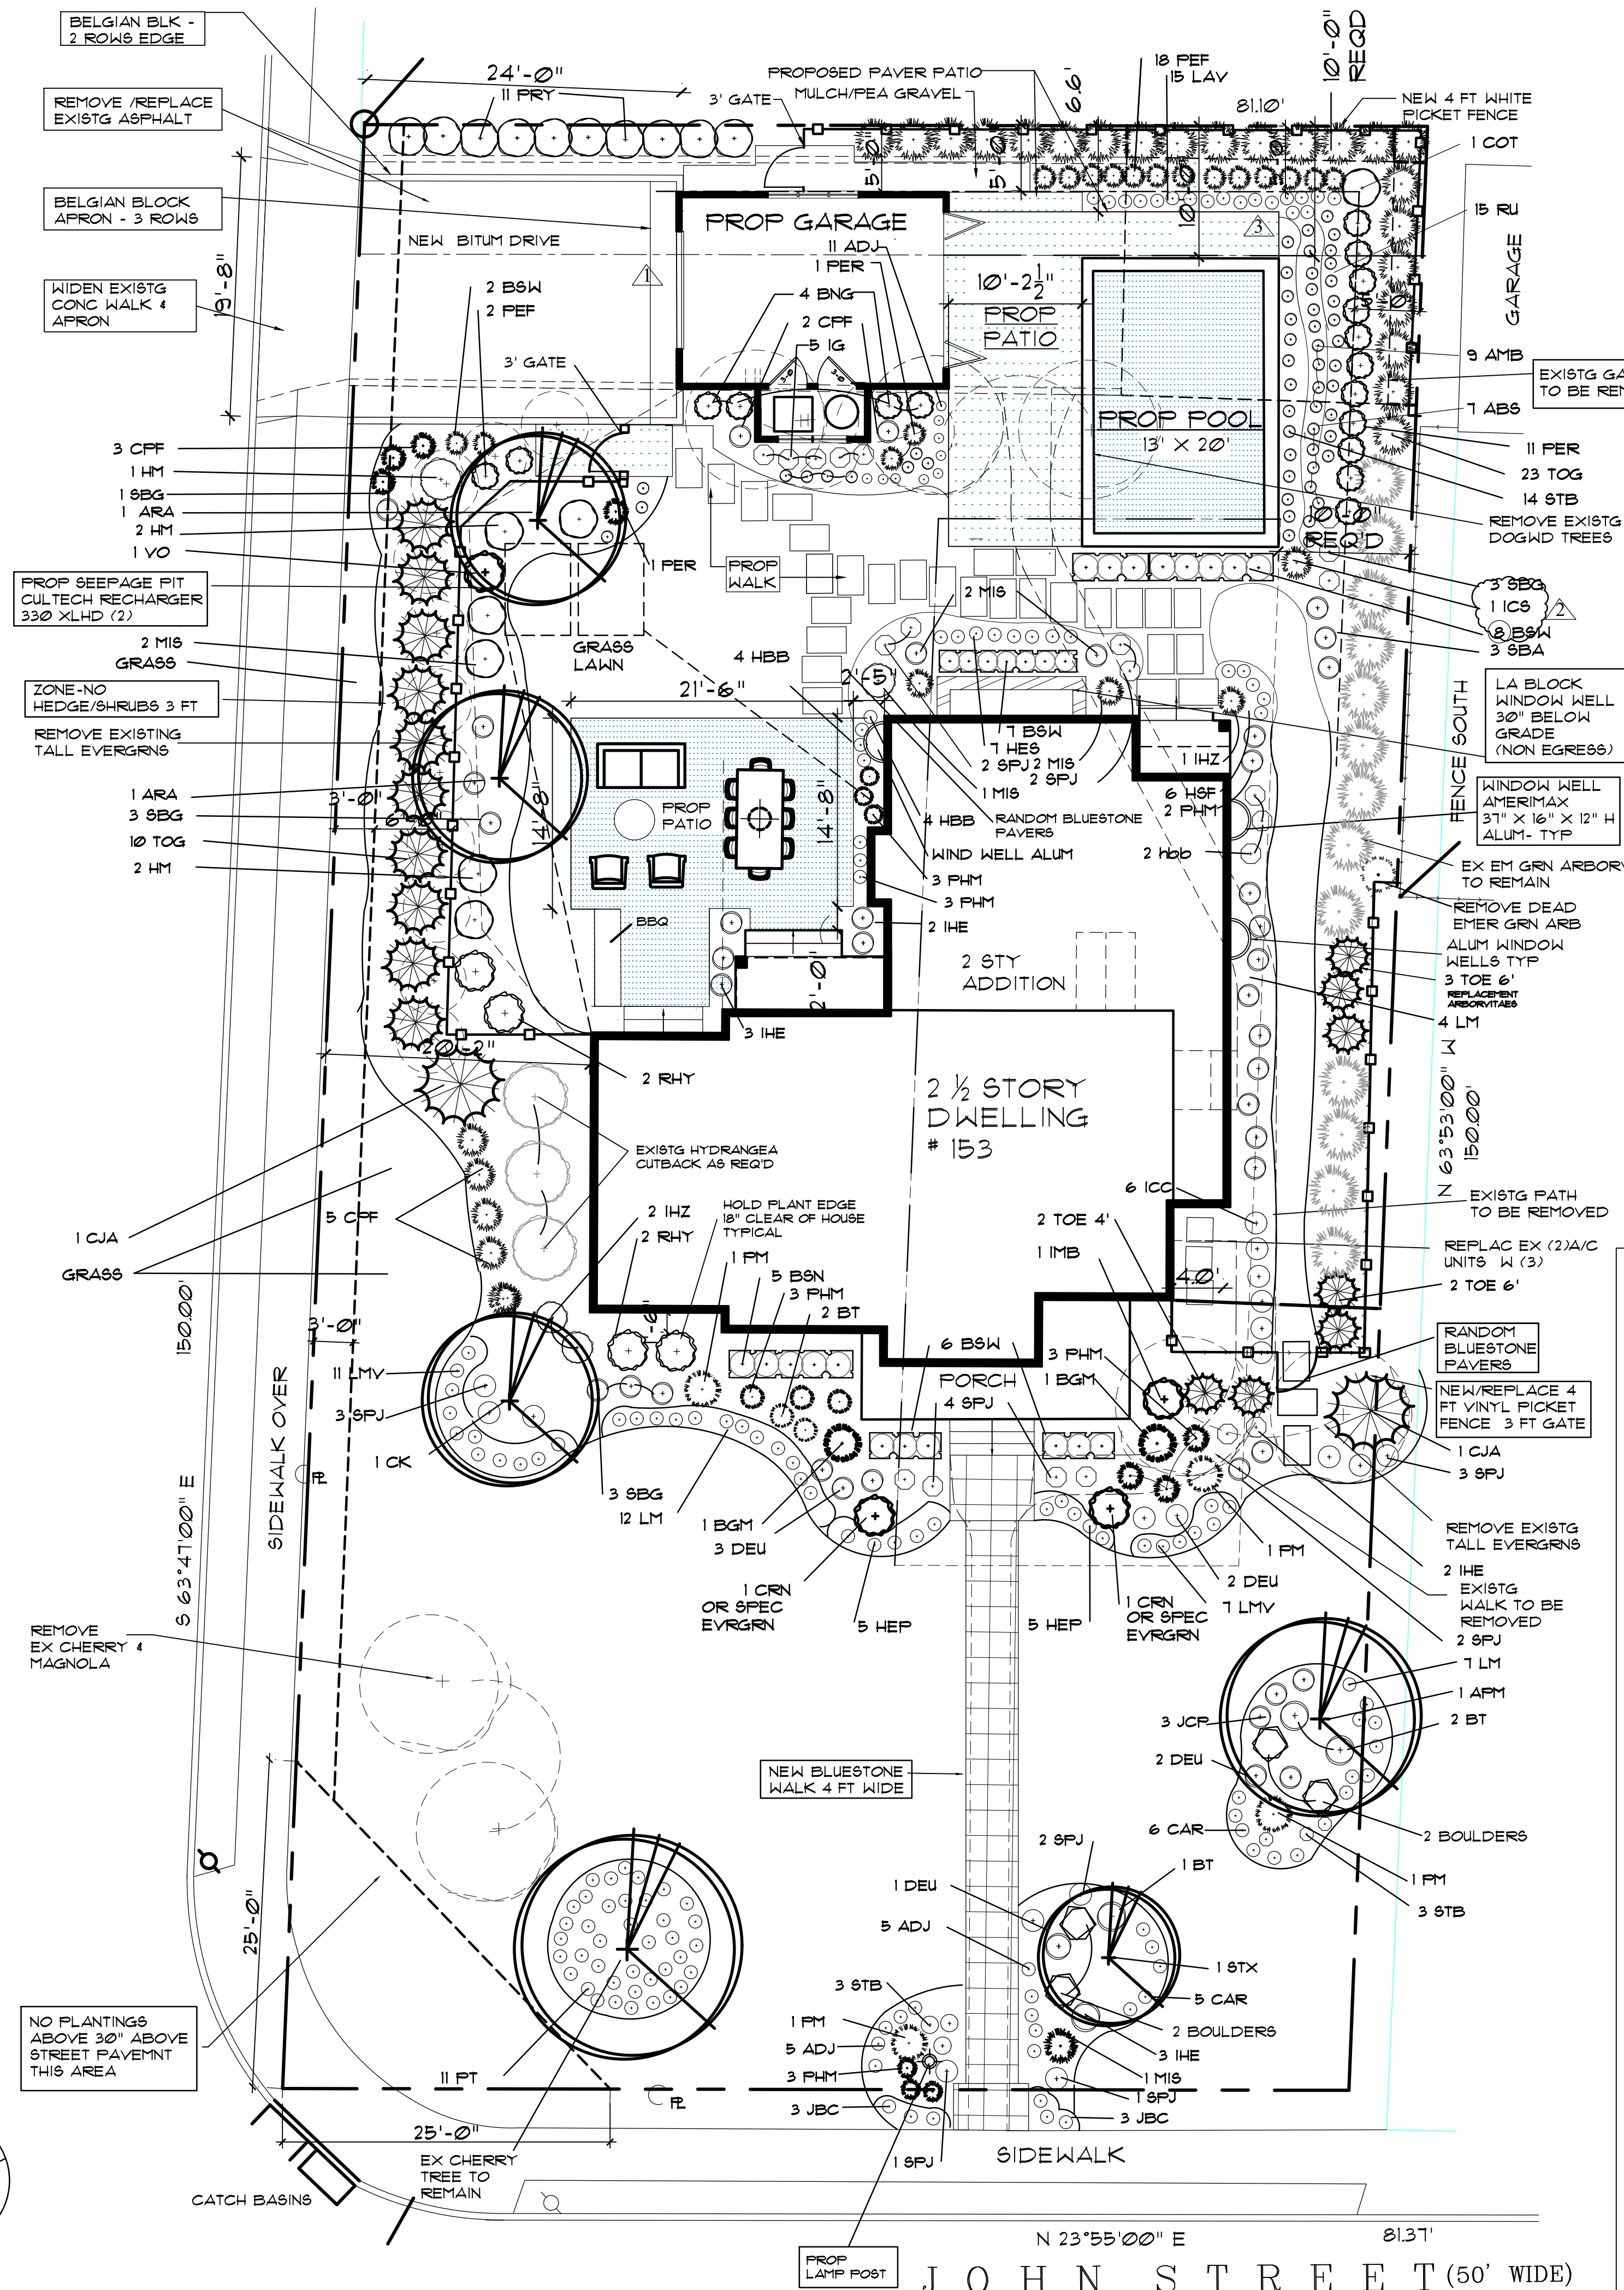 BELGIAN BLK -
2 ROWS EDGE
24'-0"
11 PRY
PROPOSED PAVER PATIO
MULCH/PEA GRAVEL
3' GATE
6.6'
18 PEF
15 LAV
81.10'
10'-0"
REQD
NEW 4 FT WHITE
PICKET FENCE
1 COT
REMOVE /REPLACE
EXISTG ASPHALT
BELGIAN BLOCK
APRON - 3 ROWS
NEW BITUM DRIVE
WIDEN EXISTG
CONC WALK &
APRON
19'-8"
1
PROP GARAGE
11 ADJ
1 PER
4 BNG
2 CPF
5 IG
2 BSW
2 PEF
3' GATE
3.0
3.0
5'-0"
5'-0"
10'-0"
3
10'-2½"
PROP
PATIO
PROP POOL
13' X 20'
15 RU
GARAGE
9 AMB
7 ABS
11 PER
23 TOG
14 STB
REMOVE EXISTG
DOGWD TREES
REQ'D
3 SBG
1 ICS
2
8 BSW
3 SBA
3 CPF
1 HM
1 SBG
1 ARA
2 HM
1 VO
PROP SEEPAGE PIT
CULTECH RECHARGER
330 XLHD (2)
2 MIS
GRASS
ZONE-NO
HEDGE/SHRUBS 3 FT
REMOVE EXISTING
TALL EVERGRNS
1 ARA
3 SBG
10 TOG
2 HM
1 PER
PROP
WALK
GRASS
LAWN
2 MIS
4 HBB
2'-5"
21'-6"
14'-8"
14'-8"
3'-0"
PROP
PATIO
BBQ
7 BSW
7 HES
2 SPJ
2 MIS
2 SPJ
1 MIS
RANDOM BLUESTONE
PAVERS
4 HBB
WIND WELL ALUM
3 PHM
3 PHM
2 IHE
1 IHZ
6 HSF
2 PHM
2 hbb
LA BLOCK
WINDOW WELL
30" BELOW
GRADE
(NON EGRESS)
FENCE SOUTH
WINDOW WELL
AMERIMAX
37" X 16" X 12" H
ALUM- TYP
TO REMAIN
REMOVE DEAD
EMER GRN ARB
ALUM WINDOW
WELLS TYP
3 TOE 6'
REPLACEMENT
ARBORVITAES
4 LM
2 STY
ADDITION
2'-0"
3 IHE
20'-2"
2 RHY
2 ½ STORY
DWELLING
# 153
EXISTG HYDRANGEA
CUTBACK AS REQ'D
N 63°53'00" W
150.00'
EXISTG PATH
TO BE REMOVED
6 ICC
2 TOE 4'
1 IMB
REPLAC EX (2)A/C
UNITS W (3)
4.0'
2 TOE 6'
5 CPF
1 CJA
GRASS
150.00'
3'-0"
S 63°47'00" E
SIDEWALK OVER
PL
2 IHZ
2 RHY
HOLD PLANT EDGE
18" CLEAR OF HOUSE
TYPICAL
1 PM
5 BSN
3 PHM
2 BT
11 LMV
3 SPJ
1 CK
3 SBG
12 LM
6 BSW
PORCH
4 SPJ
3 PHM
1 BGM
RANDOM
BLUESTONE
PAVERS
NEW/REPLACE 4
FT VINYL PICKET
FENCE 3 FT GATE
1 CJA
3 SPJ
1 BGM
3 DEU
1 CRN
OR SPEC
EVRGRN
5 HEP
5 HEP
1 CRN
OR SPEC
EVRGRN
1 PM
2 DEU
7 LMV
REMOVE EXISTG
TALL EVERGRNS
2 IHE
EXISTG
WALK TO BE
REMOVED
2 SPJ
7 LM
1 APM
2 BT
REMOVE
EX CHERRY &
MAGNOLA
3 JCP
2 DEU
NEW BLUESTONE
WALK 4 FT WIDE
6 CAR
2 BOULDERS
1 PM
3 STB
2 SPJ
1 BT
1 DEU
5 ADJ
1 STX
5 CAR
2 BOULDERS
3 IHE
1 MIS
1 SPJ
3 JBC
25'-0"
NO PLANTINGS
ABOVE 30" ABOVE
STREET PAVEMNT
THIS AREA
3 STB
1 PM
5 ADJ
3 PHM
3 JBC
1 SPJ
11 PT
PL
25'-0"
EX CHERRY
TREE TO
REMAIN
SIDEWALK
CATCH BASINS
PROP
LAMP POST
N 23°55'00" E
81.37'
JOHN STREET (50' WIDE)